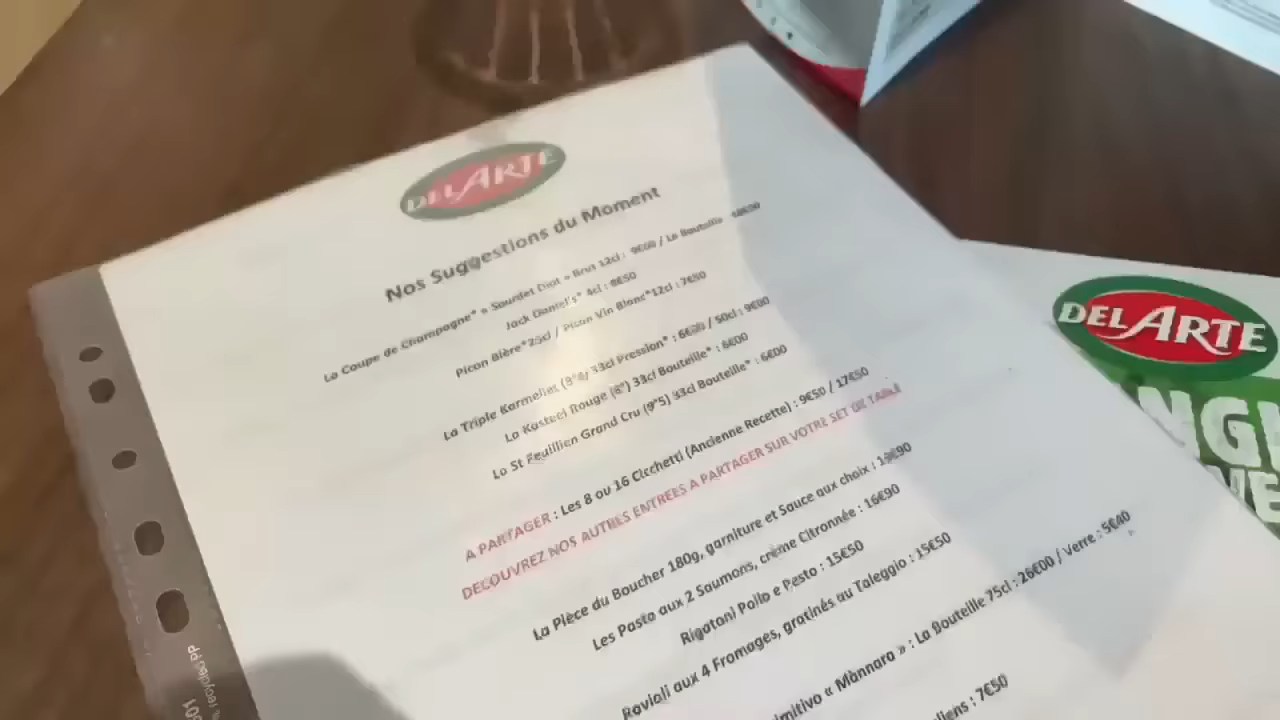 DEL ARTE
Nos Suggestions du Moment
La Coupe de Champagne* « Sourdet Diot » Brut 12cl : 9€00 / La Bouteille
Jack Daniel's* 4cl : 8€50
Picon Bière*25cl / Picon Vin Blanc*12cl : 7€50
La Triple Karmeliet (8°4) 33cl Pression* : 6€00 / 50cl : 9€00
La Kasteel Rouge (8°) 33cl Bouteille* : 6€00
La St Feuillien Grand Cru (9°5) 33cl Bouteille* : 6€00
A PARTAGER : Les 8 ou 16 Cicchetti (Ancienne Recette) : 9€50 / 17€50
DECOUVREZ NOS AUTRES ENTREES A PARTAGER SUR VOTRE SET DE TABLE
La Pièce du Boucher 180g, garniture et Sauce aux choix : 19€90
Les Pasta aux 2 Saumons, crème Citronnée : 16€90
Rigatoni Pollo e Pesto : 15€50
Ravioli aux 4 Fromages, gratinés au Taleggio : 15€50
imitivo « Mànnara » : La Bouteille 75cl : 26€00 / Verre : 5€40
liens : 7€50
DEL ARTE